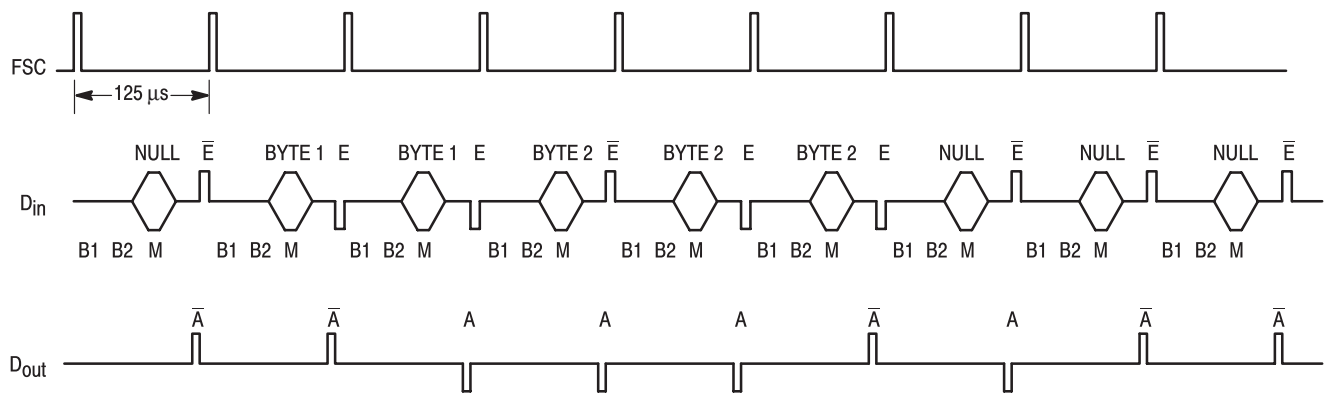 FSC
125 μs
NULL E̅ BYTE 1 E BYTE 1 E BYTE 2 E̅ BYTE 2 E BYTE 2 E NULL E̅ NULL E̅ NULL E̅
Din
B1 B2 M B1 B2 M B1 B2 M B1 B2 M B1 B2 M B1 B2 M B1 B2 M B1 B2 M B1 B2 M
A̅ A̅ A A A A̅ A A̅ A̅
Dout